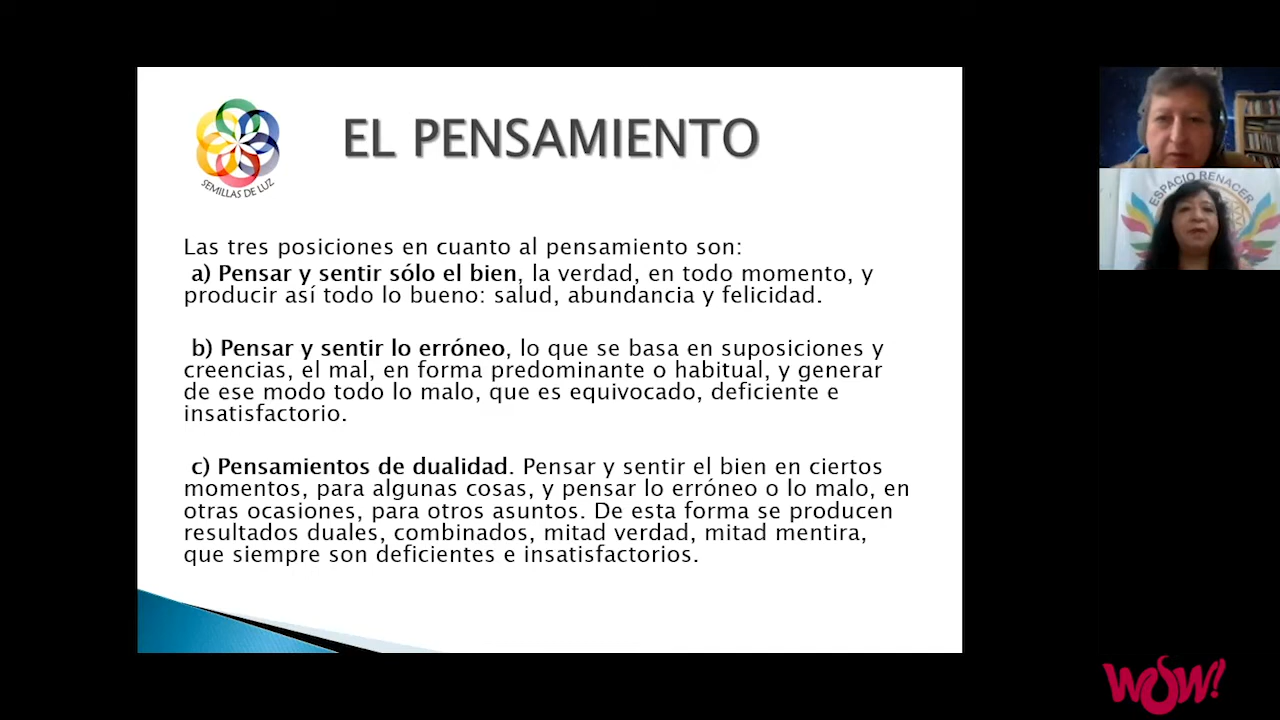 EL PENSAMIENTO
SEMILLAS DE LUZ
Las tres posiciones en cuanto al pensamiento son:
a) Pensar y sentir sólo el bien, la verdad, en todo momento, y
producir así todo lo bueno: salud, abundancia y felicidad.
b) Pensar y sentir lo erróneo, lo que se basa en suposiciones y
creencias, el mal, en forma predominante o habitual, y generar
de ese modo todo lo malo, que es equivocado, deficiente e
insatisfactorio.
c) Pensamientos de dualidad. Pensar y sentir el bien en ciertos
momentos, para algunas cosas, y pensar lo erróneo o lo malo, en
otras ocasiones, para otros asuntos. De esta forma se producen
resultados duales, combinados, mitad verdad, mitad mentira,
que siempre son deficientes e insatisfactorios.
ESPACIO RENACER
WOW!